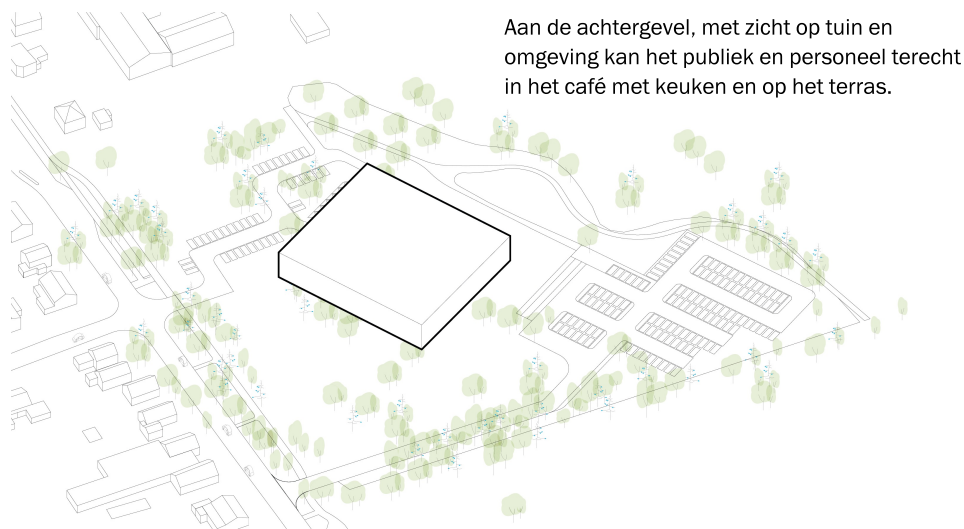 Aan de achtergevel, met zicht op tuin en
omgeving kan het publiek en personeel terecht
in het café met keuken en op het terras.